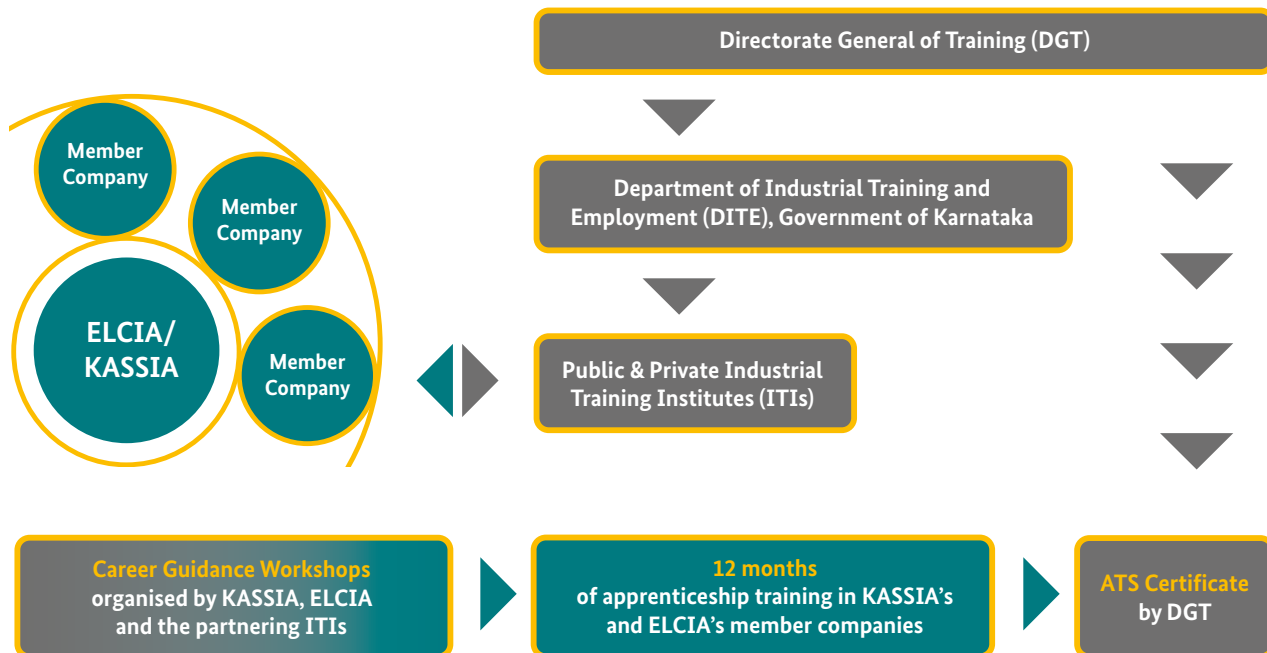 Directorate General of Training (DGT)
Member
Company
Member
Company
Department of Industrial Training and
Employment (DITE), Government of Karnataka
ELCIA/
KASSIA
Member
Company
Public & Private Industrial
Training Institutes (ITIs)
Career Guidance Workshops
organised by KASSIA, ELCIA
and the partnering ITIs
12 months
of apprenticeship training in KASSIA’s
and ELCIA’s member companies
ATS Certificate
by DGT